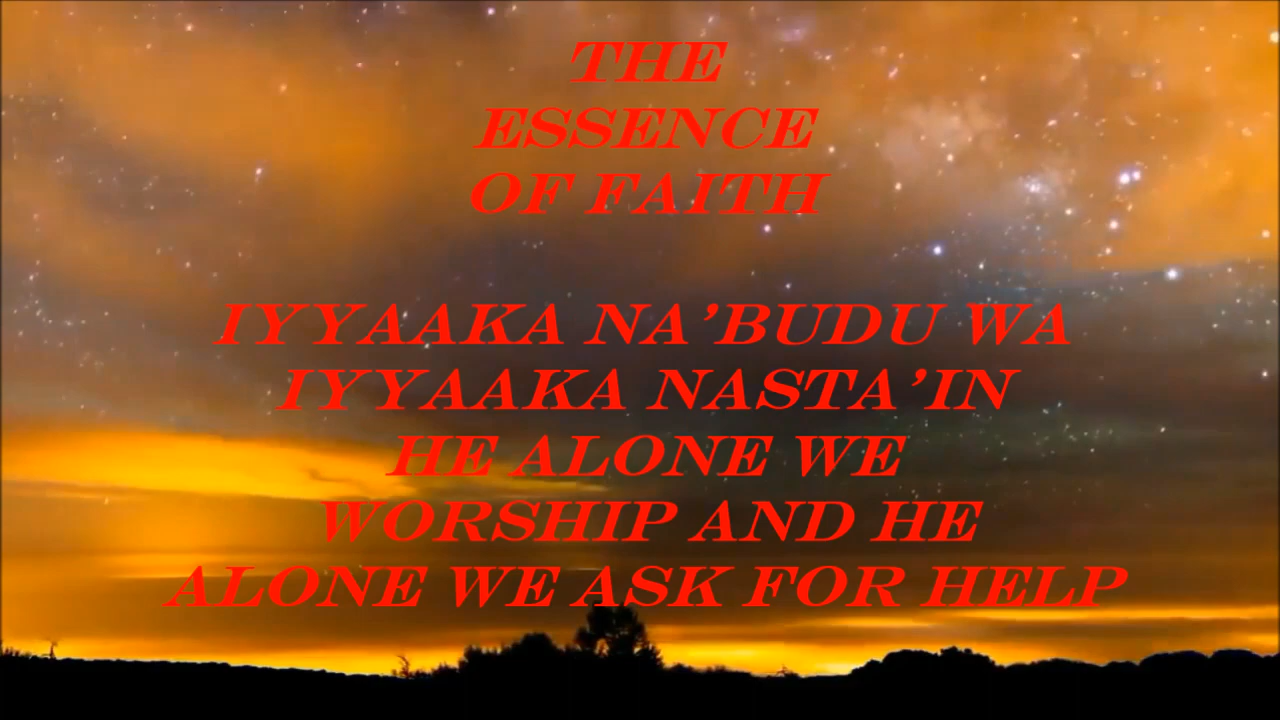 THE
ESSENCE
OF FAITH
IYYAAKA NA’BUDU WA
IYYAAKA NASTA’IN
HE ALONE WE
WORSHIP AND HE
ALONE WE ASK FOR HELP